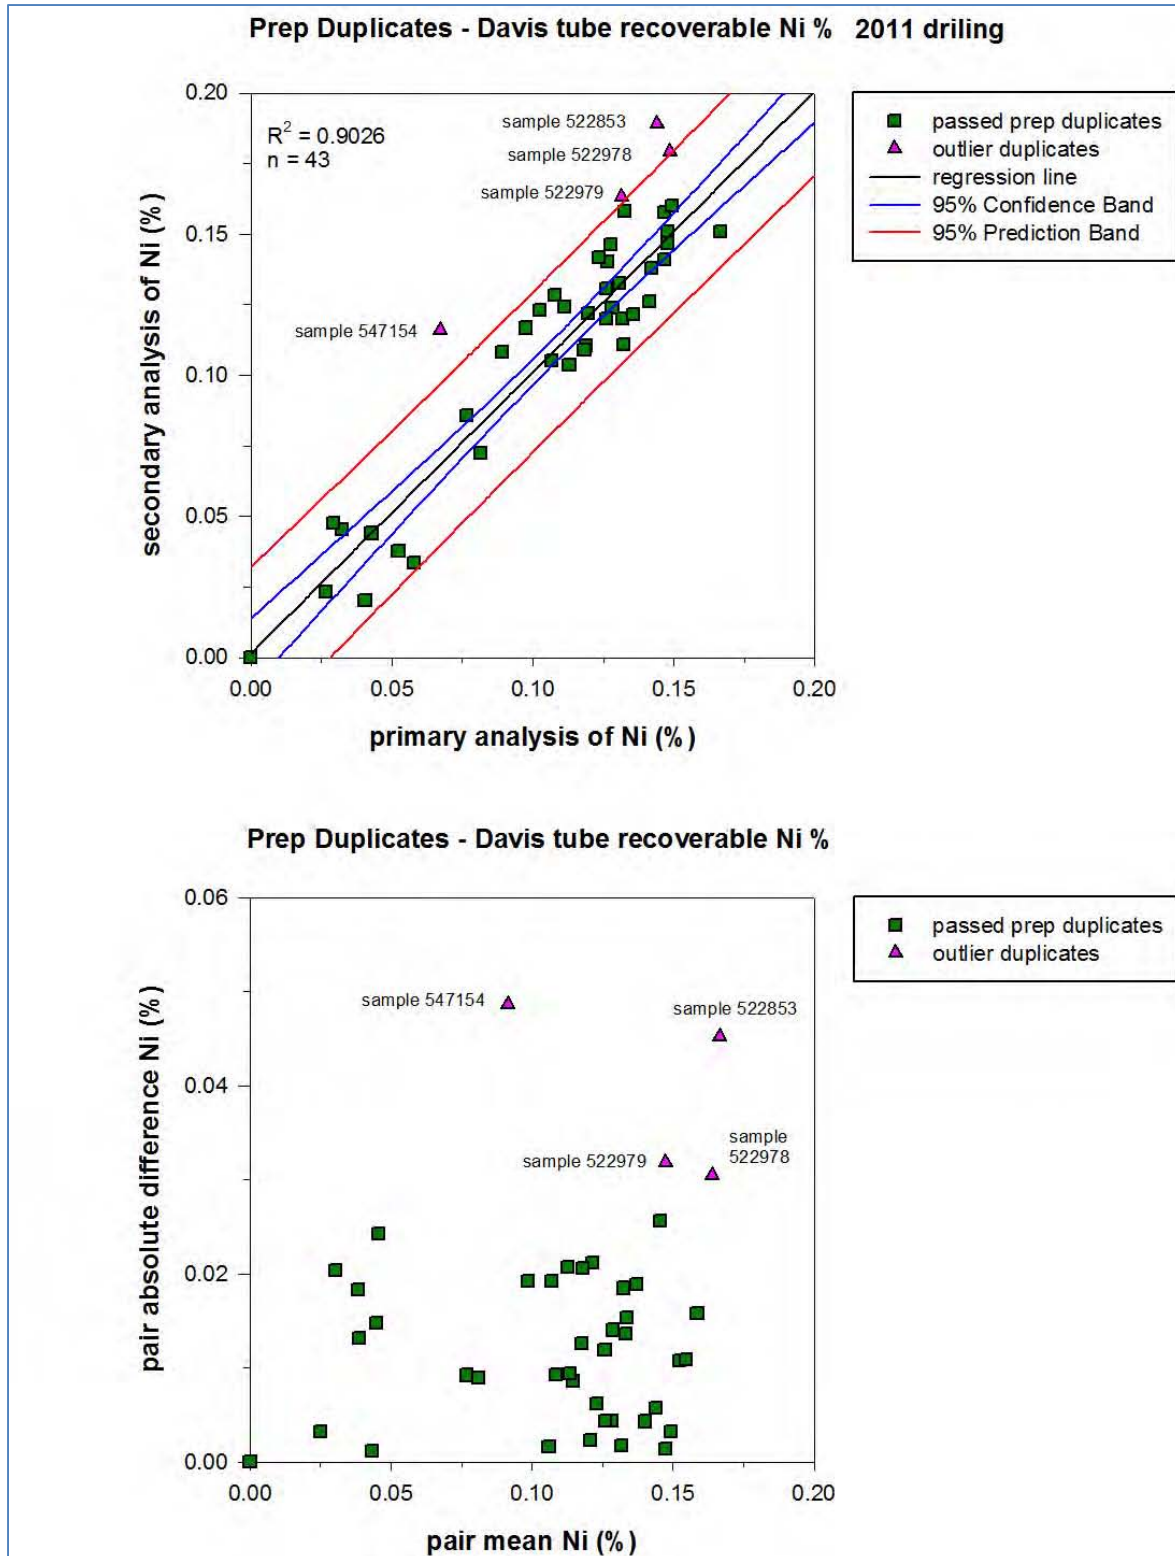 Prep Duplicates - Davis tube recoverable Ni % 2011 driling
R² = 0.9026
n = 43
sample 522853
sample 522978
sample 522979
sample 547154
passed prep duplicates
outlier duplicates
regression line
95% Confidence Band
95% Prediction Band
secondary analysis of Ni (%)
0.20
0.15
0.10
0.05
0.00
0.00 0.05 0.10 0.15 0.20
primary analysis of Ni (%)
Prep Duplicates - Davis tube recoverable Ni %
passed prep duplicates
outlier duplicates
sample 547154
sample 522853
sample 522979
sample
522978
pair absolute difference Ni (%)
0.06
0.04
0.02
0.00
0.00 0.05 0.10 0.15 0.20
pair mean Ni (%)